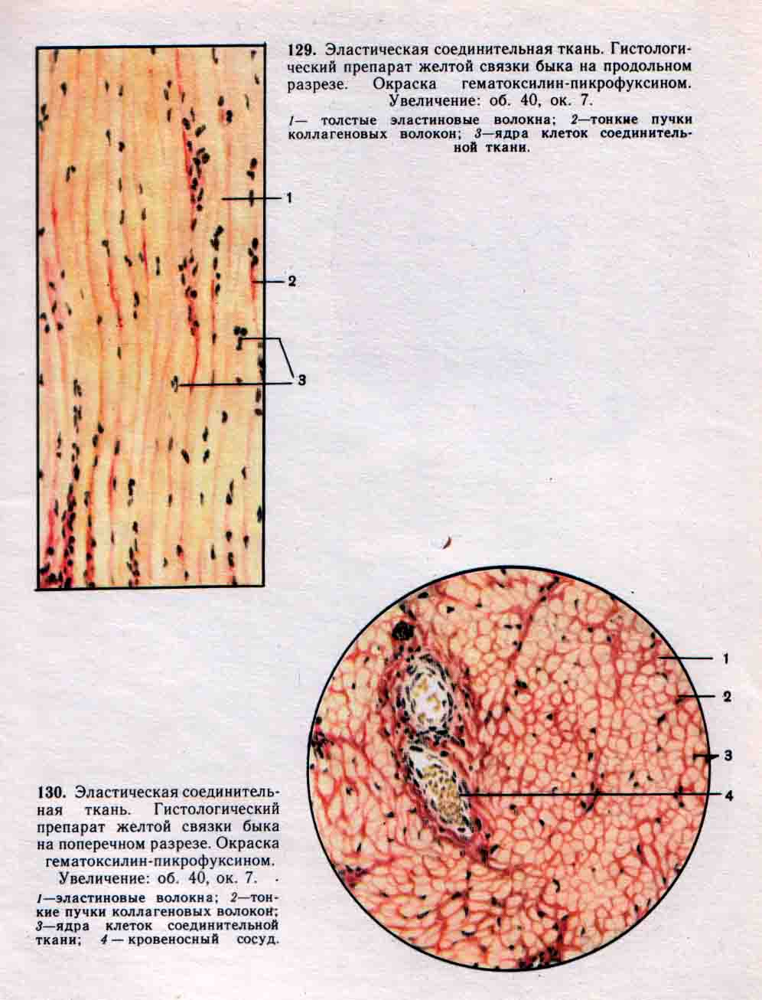 129. Эластическая соединительная ткань. Гистологи-
ческий препарат желтой связки быка на продольном
разрезе. Окраска гематоксилин-пикрофуксином.
Увеличение: об. 40, ок. 7.
1— толстые эластиновые волокна; 2—тонкие пучки
коллагеновых волокон; 3—ядра клеток соединитель-
ной ткани.
1
2
3
1
2
3
4
130. Эластическая соединитель-
ная ткань. Гистологический
препарат желтой связки быка
на поперечном разрезе. Окраска
гематоксилин-пикрофуксином.
Увеличение: об. 40, ок. 7.
1—эластиновые волокна; 2—тон-
кие пучки коллагеновых волокон;
3—ядра клеток соединительной
ткани; 4 — кровеносный сосуд.